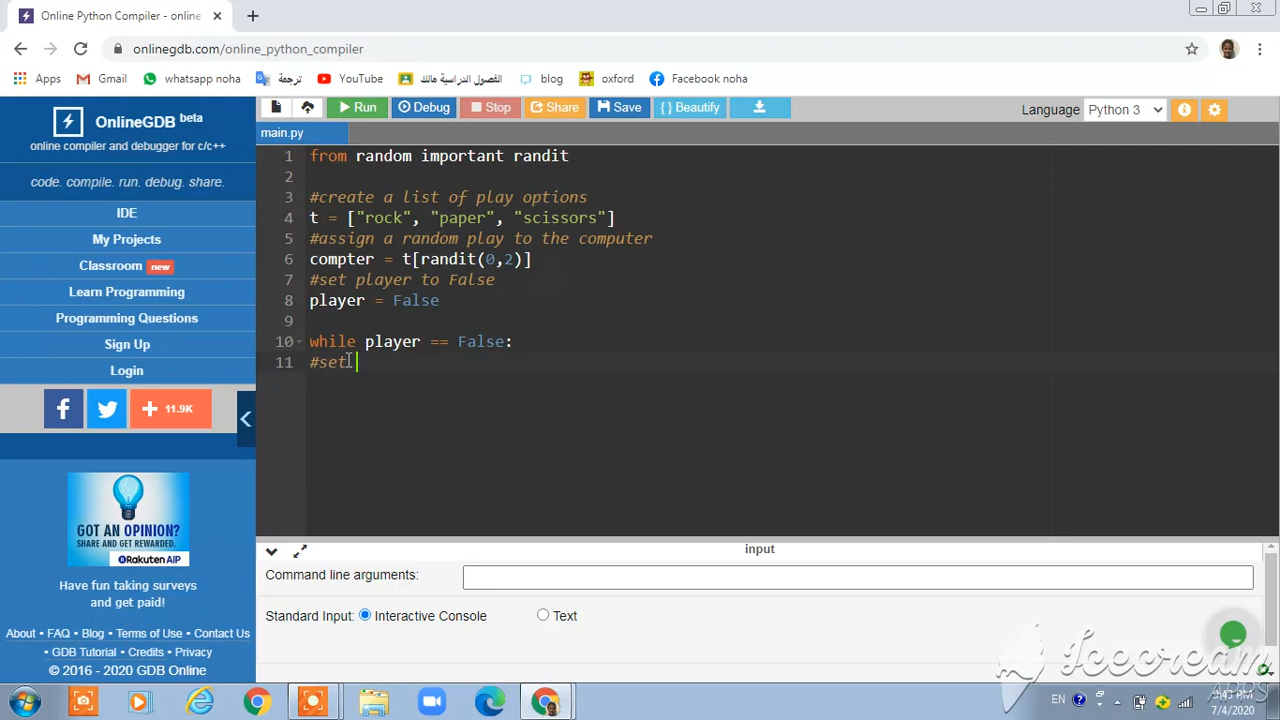 Online Python Compiler - online
onlinegdb.com/online_python_compiler
Apps Gmail whatsapp noha ترجمة YouTube الفصول الدراسية مالك blog oxford Facebook noha
OnlineGDB beta
online compiler and debugger for c/c++
code. compile. run. debug. share.
IDE
My Projects
Classroom new
Learn Programming
Programming Questions
Sign Up
Login
11.9K
GOT AN OPINION?
SHARE AND GET REWARDED.
Rakuten AIP
Have fun taking surveys
and get paid!
About • FAQ • Blog • Terms of Use • Contact Us
• GDB Tutorial • Credits • Privacy
© 2016 - 2020 GDB Online
Run Debug Stop Share Save { } Beautify
Language Python 3
main.py
1 from random important randit
2
3 #create a list of play options
4 t = ["rock", "paper", "scissors"]
5 #assign a random play to the computer
6 compter = t[randit(0,2)]
7 #set player to False
8 player = False
9
10 while player == False:
11 #set
input
Command line arguments:
Standard Input: Interactive Console Text
Icecream
APPS
EN
3:43 PM
7/4/2020